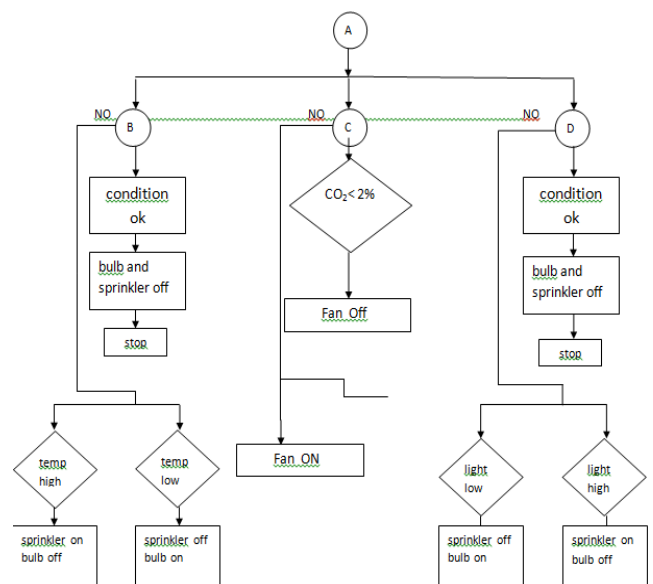 A
NO
B
NO
C
NO
D
condition
ok
bulb and
sprinkler off
stop
CO₂< 2%
Fan Off
Fan ON
condition
ok
bulb and
sprinkler off
stop
temp
high
temp
low
light
low
light
high
sprinkler on
bulb off
sprinkler off
bulb on
sprinkler off
bulb on
sprinkler on
bulb off